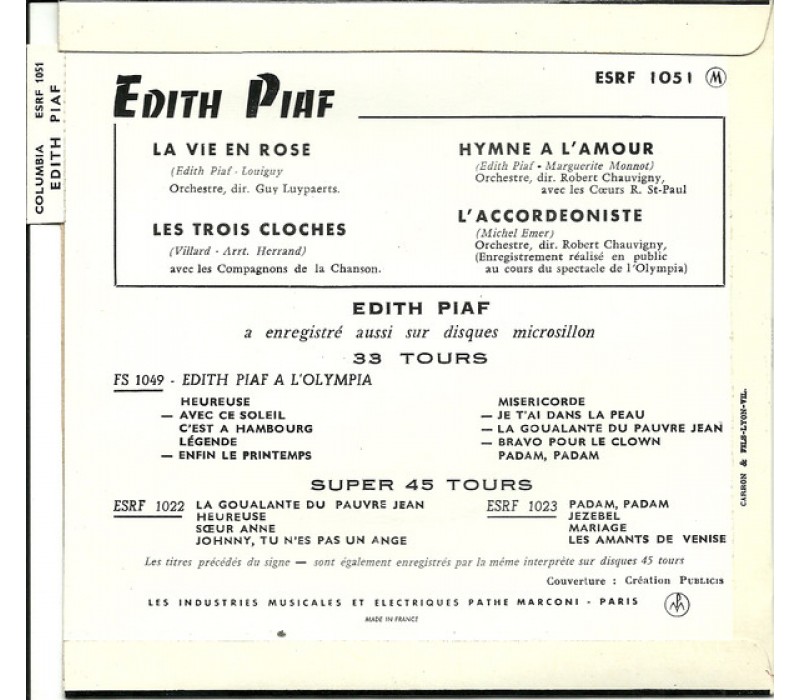 COLUMBIA ESRF 1051
EDITH PIAF
EDITH PIAF
ESRF 1051 M
LA VIE EN ROSE
(Edith Piaf - Louiguy
Orchestre, dir. Guy Luypaerts.
LES TROIS CLOCHES
(Villard - Arrt. Herrand)
avec les Compagnons de la Chanson.
HYMNE A L'AMOUR
(Edith Piaf - Marguerite Monnot)
Orchestre, dir. Robert Chauvigny,
avec les Cœurs R. St-Paul
L'ACCORDEONISTE
(Michel Emer)
Orchestre, dir. Robert Chauvigny,
(Enregistrement réalisé en public
au cours du spectacle de l'Olympia)
EDITH PIAF
a enregistré aussi sur disques microsillon
33 TOURS
FS 1049 - EDITH PIAF A L'OLYMPIA
HEUREUSE
— AVEC CE SOLEIL
C'EST A HAMBOURG
LÉGENDE
— ENFIN LE PRINTEMPS
MISERICORDE
— JE T'AI DANS LA PEAU
— LA GOUALANTE DU PAUVRE JEAN
— BRAVO POUR LE CLOWN
PADAM, PADAM
SUPER 45 TOURS
ESRF 1022 LA GOUALANTE DU PAUVRE JEAN
HEUREUSE
SŒUR ANNE
JOHNNY, TU N'ES PAS UN ANGE
ESRF 1023 PADAM, PADAM
JEZEBEL
MARIAGE
LES AMANTS DE VENISE
Les titres précédés du signe — sont également enregistrés par la même interprète sur disques 45 tours
Couverture : Création PUBLICIS
LES INDUSTRIES MUSICALES ET ELECTRIQUES PATHE MARCONI - PARIS
MADE IN FRANCE
CARRON & FILS-LYON-VII.